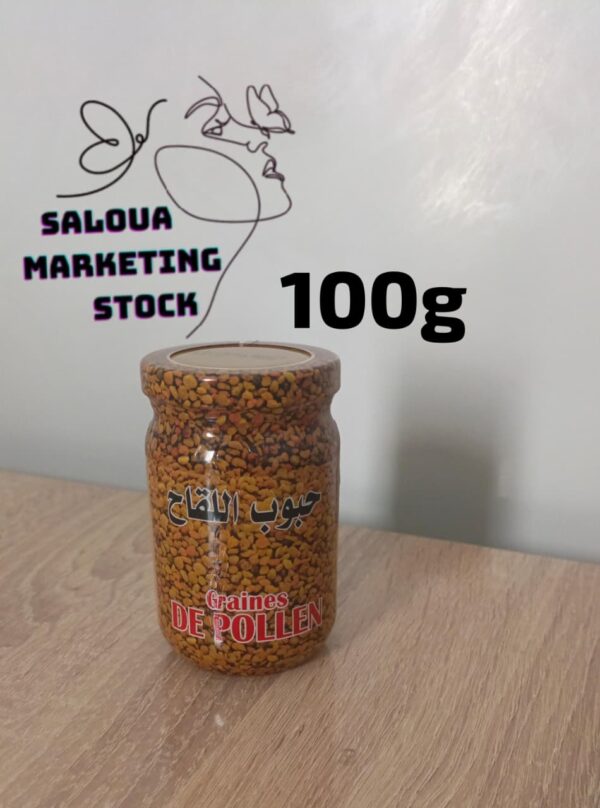 SALOUA
MARKETING
STOCK
100g
حبوب اللقاح
Graines
DE POLLEN